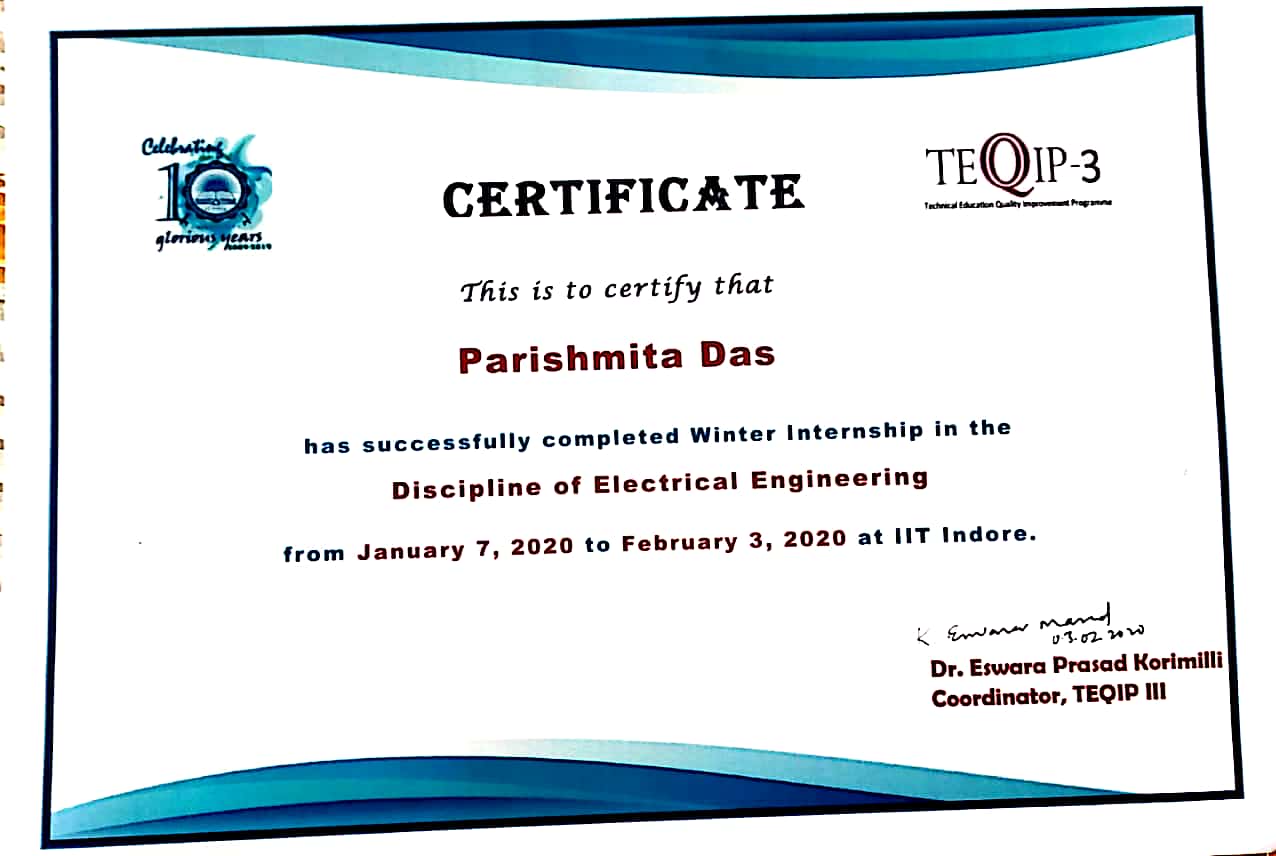 Celebrating
10
glorious years
TEQIP-3
Technical Education Quality Improvement Programme
CERTIFICATE
This is to certify that
Parishmita Das
has successfully completed Winter Internship in the
Discipline of Electrical Engineering
from January 7, 2020 to February 3, 2020 at IIT Indore.
03.02.2020
Dr. Eswara Prasad Korimilli
Coordinator, TEQIP III